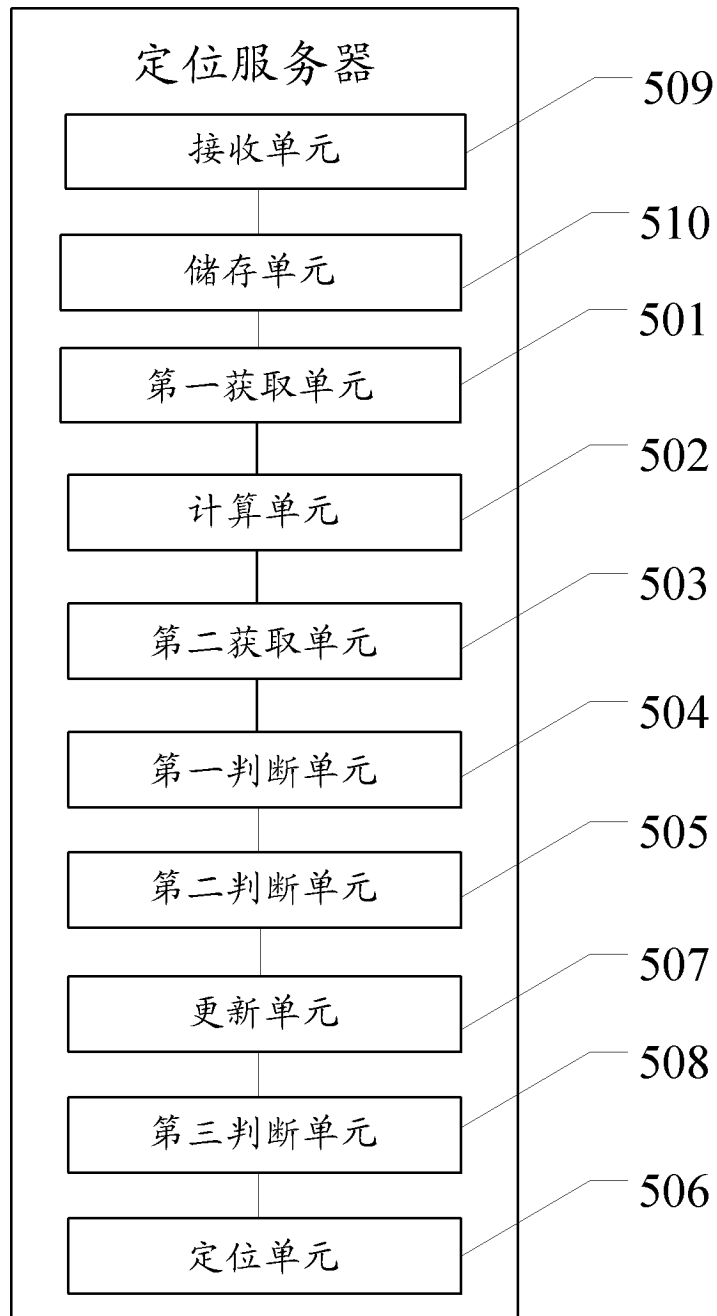 定位服务器
接收单元
509
储存单元
510
第一获取单元
501
计算单元
502
第二获取单元
503
第一判断单元
504
第二判断单元
505
更新单元
507
第三判断单元
508
定位单元
506